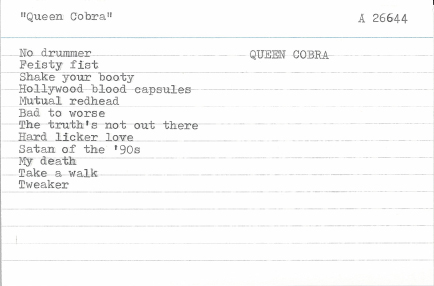 "Queen Cobra"
A 26644
No drummer
QUEEN COBRA
Feisty fist
Shake your booty
Hollywood blood capsules
Mutual redhead
Bad to worse
The truth's not out there
Hard licker love
Satan of the '90s
My death
Take a walk
Tweaker